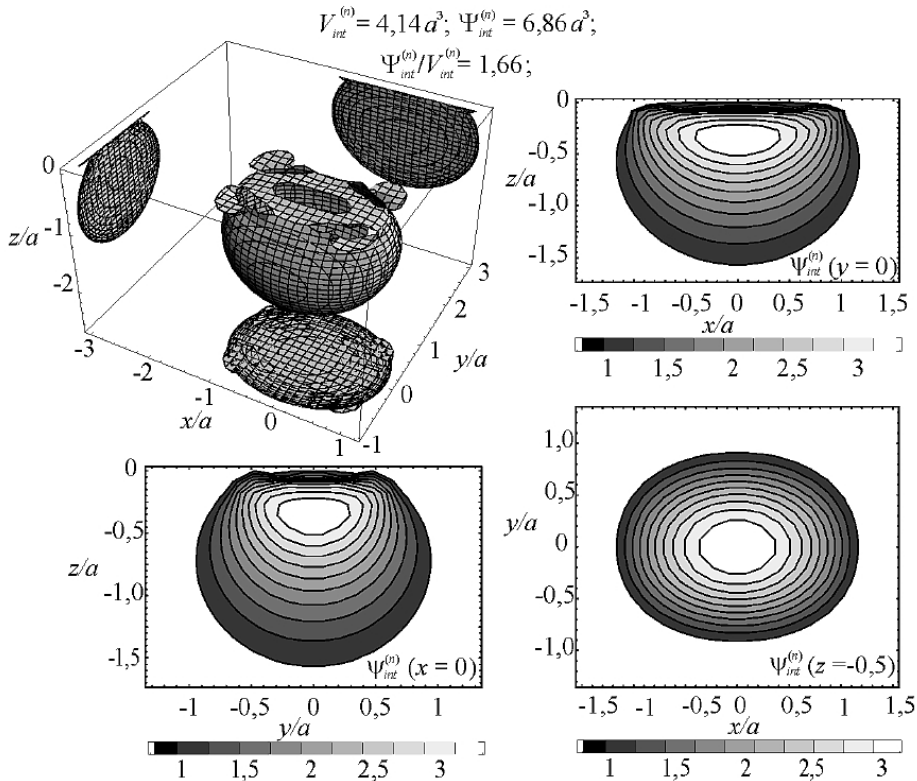 V_int^(n) = 4,14 a³; Ψ_int^(n) = 6,86 a³;
Ψ_int^(n)/V_int^(n) = 1,66;
0
-1
-2
z/a
-3
-2
-1
0
1
x/a
-1
0
1
2
3
y/a
0
-0,5
-1,0
-1,5
z/a
Ψ_int^(n) (y = 0)
-1,5 -1 -0,5 0 0,5 1 1,5
x/a
1 1,5 2 2,5 3
0
-0,5
-1,0
-1,5
z/a
Ψ_int^(n) (x = 0)
-1 -0,5 0 0,5 1
y/a
1 1,5 2 2,5 3
1,0
0,5
0
-0,5
-1,0
y/a
Ψ_int^(n) (z =-0,5)
-1,5 -1 -0,5 0 0,5 1 1,5
x/a
1 1,5 2 2,5 3